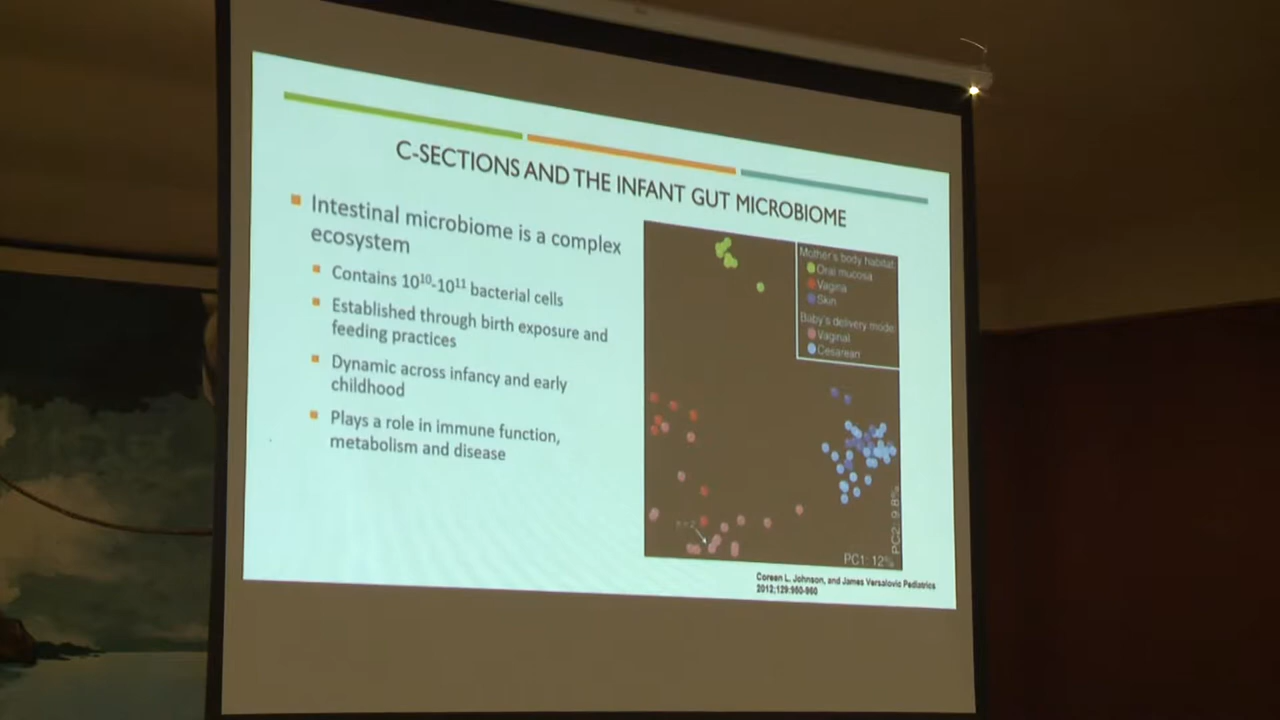 C-SECTIONS AND THE INFANT GUT MICROBIOME
Intestinal microbiome is a complex
ecosystem
Contains 10¹⁰-10¹¹ bacterial cells
Established through birth exposure and
feeding practices
Dynamic across infancy and early
childhood
Plays a role in immune function,
metabolism and disease
Mother's body habitat:
Oral mucosa
Vagina
Skin
Baby's delivery mode:
Vaginal
Cesarean
PC2: 9.8%
PC1: 12%
Coreen L. Johnson, and James Versalovic Pediatrics
2012;129:950-960